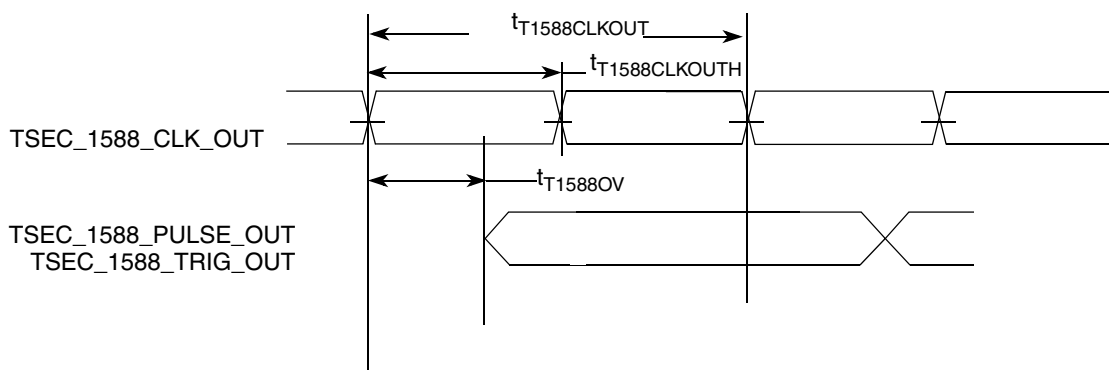 tT1588CLKOUT
tT1588CLKOUTH
TSEC_1588_CLK_OUT
tT1588OV
TSEC_1588_PULSE_OUT
TSEC_1588_TRIG_OUT